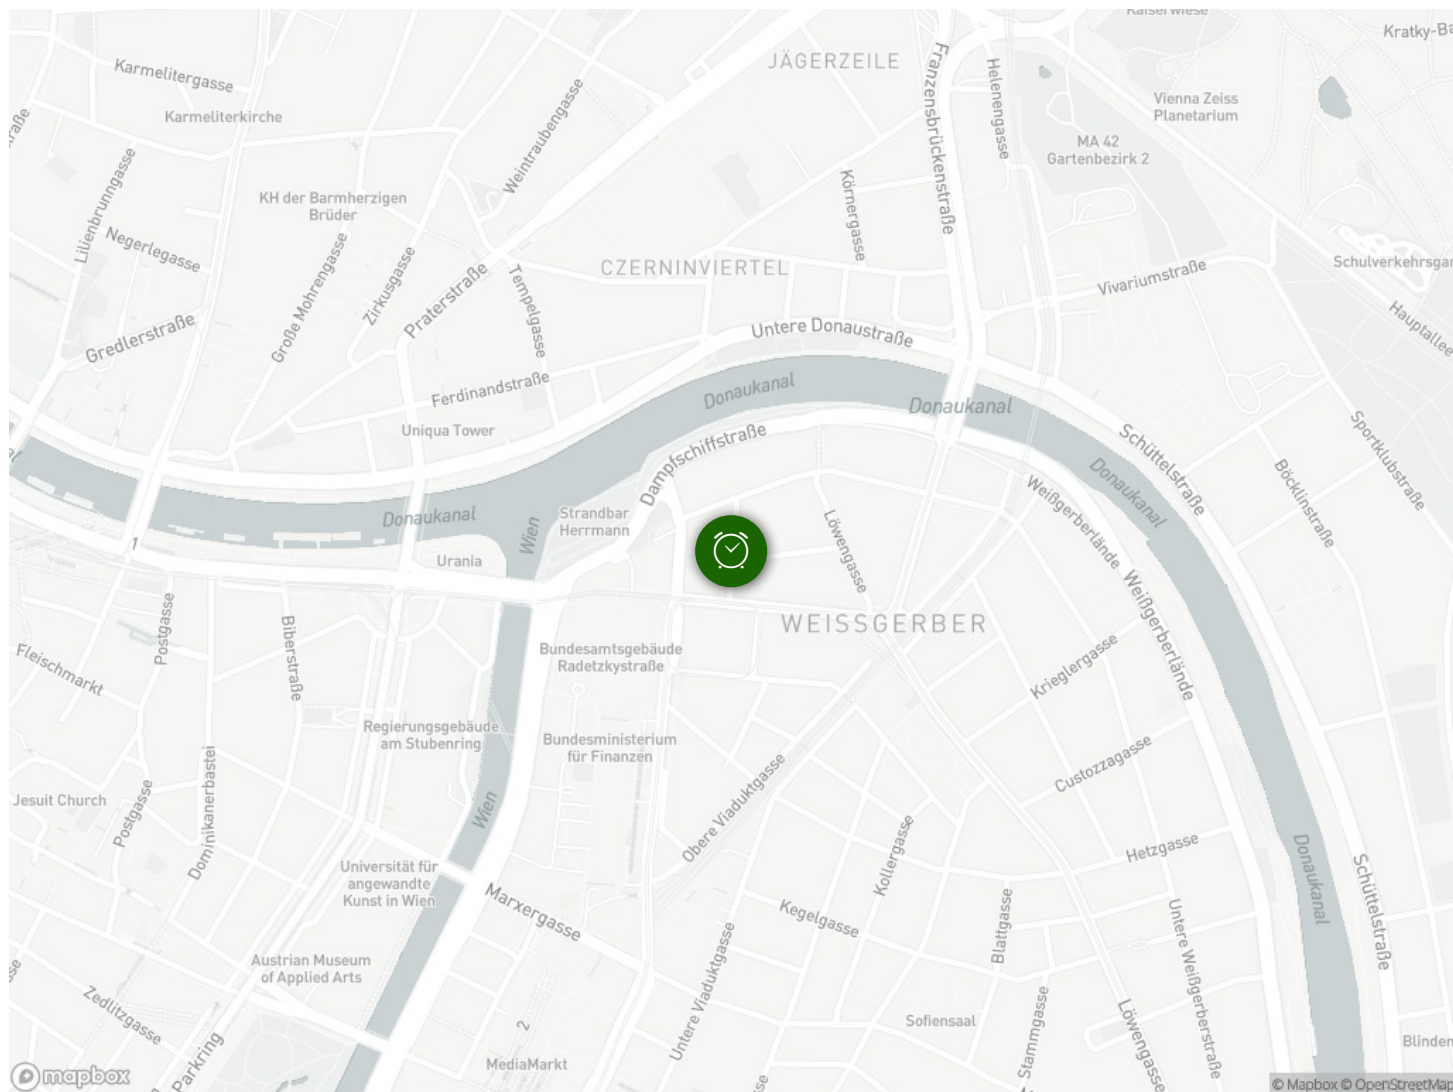 Kaiserwiese
Kratky-Ba
JÄGERZEILE
Franzensbrückenstraße
Helenengasse
Karmelitergasse
Karmeliterkirche
Weintraubengasse
Vienna Zeiss
Planetarium
MA 42
Gartenbezirk 2
raße
Lilienbrunngasse
KH der Barmherzigen
Brüder
Körnergasse
Negerlegasse
Große Mohrengasse
Zirkusgasse
Praterstraße
Tempelgasse
CZERNINVIERTEL
Vivariumstraße
Schulverkehrsgar
Hauptallee
Gredlerstraße
Untere Donaustraße
Ferdinandstraße
Donaukanal
Donaukanal
Uniqua Tower
Dampfschiffstraße
Schüttelstraße
Sportklubstraße
Böcklinstraße
Donaukanal
Weißgerberlände
Donaukanal
Strandbar
Herrmann
Wien
Löwengasse
Urania
1
Postgasse
Biberstraße
WEISSGERBER
Weißgerberlände
Fleischmarkt
Bundesamtsgebäude
Radetzkystraße
Krieglergasse
Regierungsgebäude
am Stubenring
Bundesministerium
für Finanzen
Custozzagasse
Jesuit Church
Postgasse
Dominikanerbastei
Wien
Obere Viaduktgasse
Kollergasse
Hetzgasse
Donaukanal
Schüttelstraße
Universität für
angewandte
Kunst in Wien
Marxergasse
Kegelgasse
Blattgasse
Untere Weißgerberstraße
Austrian Museum
of Applied Arts
Untere Viaduktgasse
Zedlitzgasse
Parkring
2
Sofiensaal
Stammgasse
Löwengasse
MediaMarkt
Blinden
mapbox
© Mapbox © OpenStreetMap